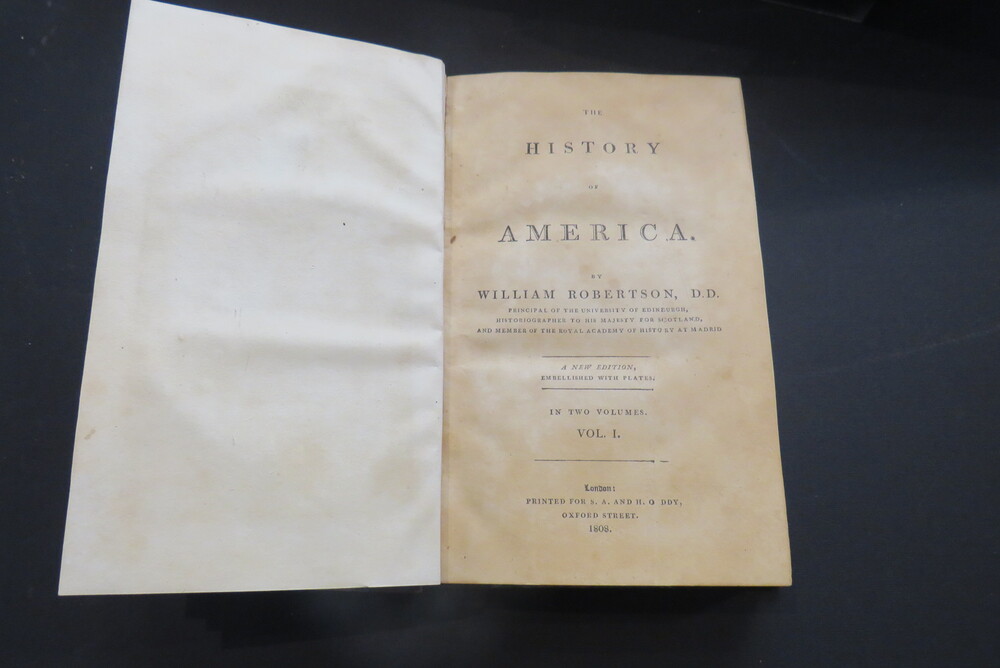 THE
HISTORY
OF
AMERICA.
BY
WILLIAM ROBERTSON, D.D.
PRINCIPAL OF THE UNIVERSITY OF EDINBURGH,
HISTORIOGRAPHER TO HIS MAJESTY FOR SCOTLAND,
AND MEMBER OF THE ROYAL ACADEMY OF HISTORY AT MADRID
A NEW EDITION,
EMBELLISHED WITH PLATES.
IN TWO VOLUMES.
VOL. I.
London:
PRINTED FOR S. A. AND H. O DDY,
OXFORD STREET.
1808.